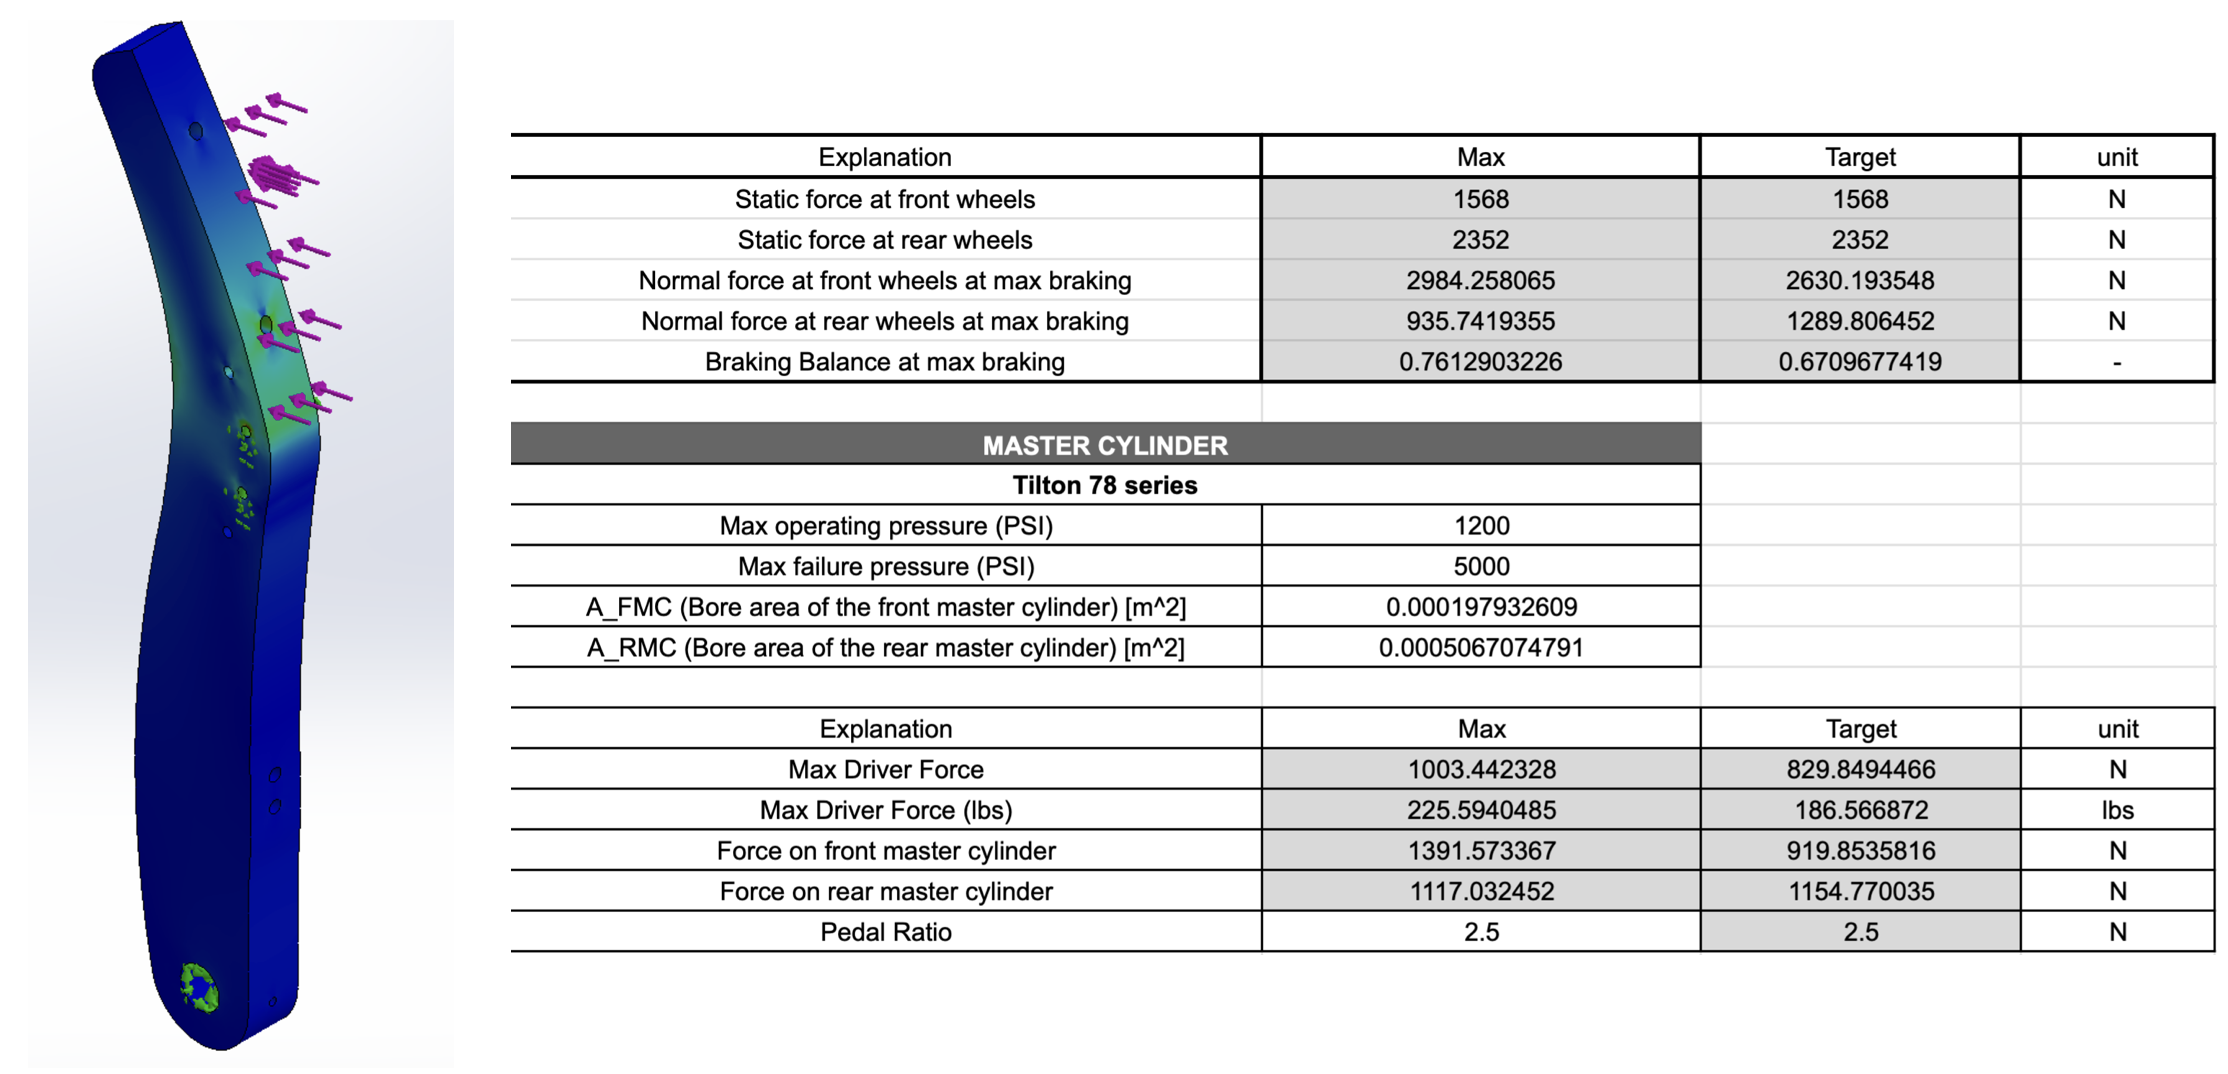 Explanation Max Target unit
Static force at front wheels 1568 1568 N
Static force at rear wheels 2352 2352 N
Normal force at front wheels at max braking 2984.258065 2630.193548 N
Normal force at rear wheels at max braking 935.7419355 1289.806452 N
Braking Balance at max braking 0.7612903226 0.6709677419 -
MASTER CYLINDER
Tilton 78 series
Max operating pressure (PSI) 1200
Max failure pressure (PSI) 5000
A_FMC (Bore area of the front master cylinder) [m^2] 0.000197932609
A_RMC (Bore area of the rear master cylinder) [m^2] 0.0005067074791
Explanation Max Target unit
Max Driver Force 1003.442328 829.8494466 N
Max Driver Force (lbs) 225.5940485 186.566872 lbs
Force on front master cylinder 1391.573367 919.8535816 N
Force on rear master cylinder 1117.032452 1154.770035 N
Pedal Ratio 2.5 2.5 N